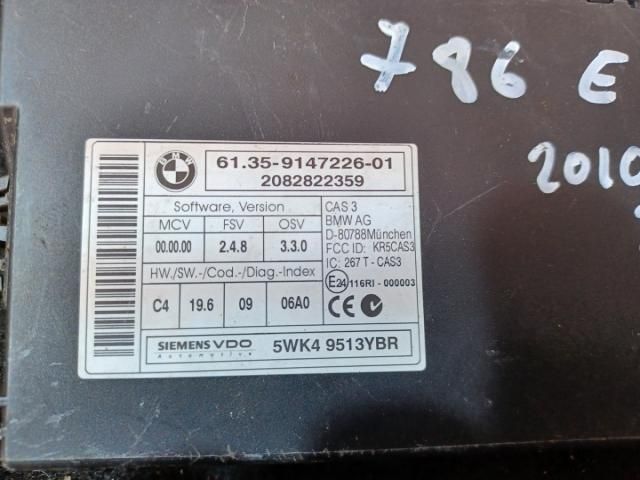 786 E
2010
BMW
61.35-9147226-01
2082822359
Software, Version
MCV FSV OSV
00.00.00 2.4.8 3.3.0
HW./SW.-/Cod.-/Diag.-Index
C4 19.6 09 06A0
CAS 3
BMW AG
D-80788München
FCC ID: KR5CAS3
IC: 267 T - CAS3
E24 116RI - 000003
CE
SIEMENS VDO
Automotive
5WK4 9513YBR